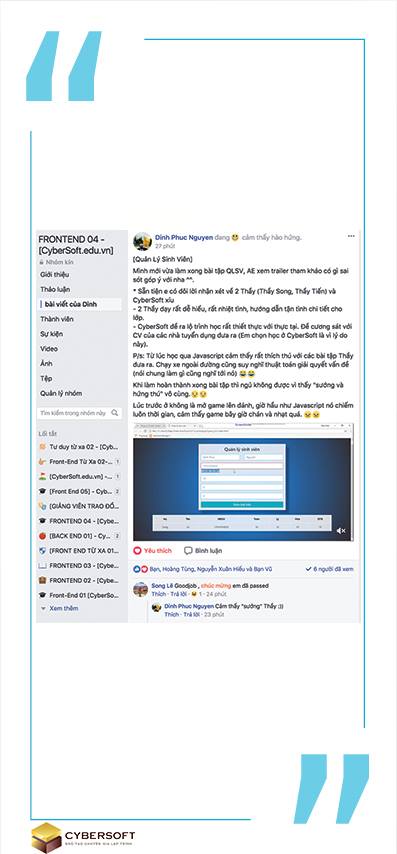 FRONTEND 04 -
[CyberSoft.edu.vn]
Nhóm kín
Giới thiệu
Thảo luận
bài viết của Dinh
Thành viên
Sự kiện
Video
Ảnh
Tệp
Quản lý nhóm
Tìm kiếm trong nhóm này
Lối tắt
Tư duy từ xa 02 - [Cyb...
Front-End Từ Xa 02-... 1
[CyberSoft.edu.vn] -... 1
[Front End 05] - Cyb... 2
[GIẢNG VIÊN TRAO ĐỔ...
FRONTEND 04 - [Cybe...
[BACK END 01] - Cy... 2
[FRONT END TỪ XA 01...
FRONTEND 03 - [Cybe...
FRONTEND 02 - [Cybe...
Front-End 01 (CyberSo...
Xem thêm
Dinh Phuc Nguyen đang cảm thấy hào hứng.
27 phút
[Quản Lý Sinh Viên]
Mình mới vừa làm xong bài tập QLSV, AE xem trailer tham khảo có gì sai
sót góp ý với nha ^^.
* Sẵn tiện e có đôi lời nhận xét về 2 Thầy (Thầy Song, Thầy Tiến) và
CyberSoft xíu
- 2 Thầy dạy rất dễ hiểu, rất nhiệt tình, hướng dẫn tận tình chi tiết cho
lớp.
- CyberSoft đề ra lộ trình học rất thiết thực với thực tại. Đề cương sát với
CV của các nhà tuyển dụng đưa ra (Em chọn học ở CyberSoft là vì lý do
này).
P/s: Từ lúc học qua Javascript cảm thấy rất thích thú với các bài tập Thầy
đưa ra. Chạy xe ngoài đường cũng suy nghĩ thuật toán giải quyết vấn đề
(nói chung làm gì cũng nghĩ tới nó)
Khi làm hoàn thành xong bài tập thì ngủ không được vì thấy "sướng và
hứng thú" vô cùng.
Lúc trước ở không là mở game lên đánh, giờ hầu như Javascript nó chiếm
luôn thời gian, cảm thấy game bây giờ chán và nhạt quá.
Quản lý sinh viên
Yêu thích Bình luận
Bạn, Hoàng Tùng, Nguyễn Xuân Hiếu và Bạn Vũ 6 người đã xem
Song Lê Goodjob , chúc mừng em đã passed
Thích · Trả lời · 1 · 24 phút
Dinh Phuc Nguyen Cảm thấy "sướng" Thầy :))
Thích · Trả lời · 23 phút
CYBERSOFT
ĐÀO TẠO CHUYÊN GIA LẬP TRÌNH